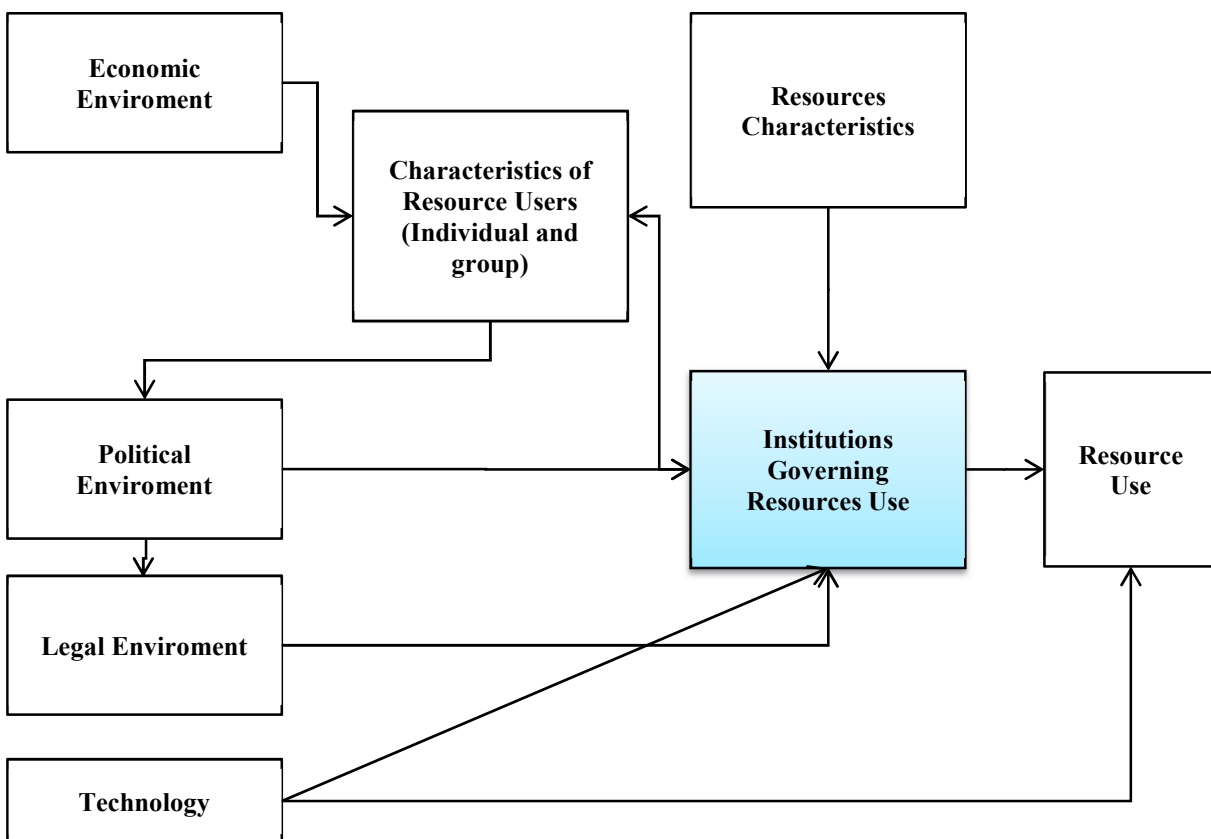 Economic
Enviroment
Resources
Characteristics
Characteristics of
Resource Users
(Individual and
group)
Political
Enviroment
Institutions
Governing
Resources Use
Resource
Use
Legal Enviroment
Technology